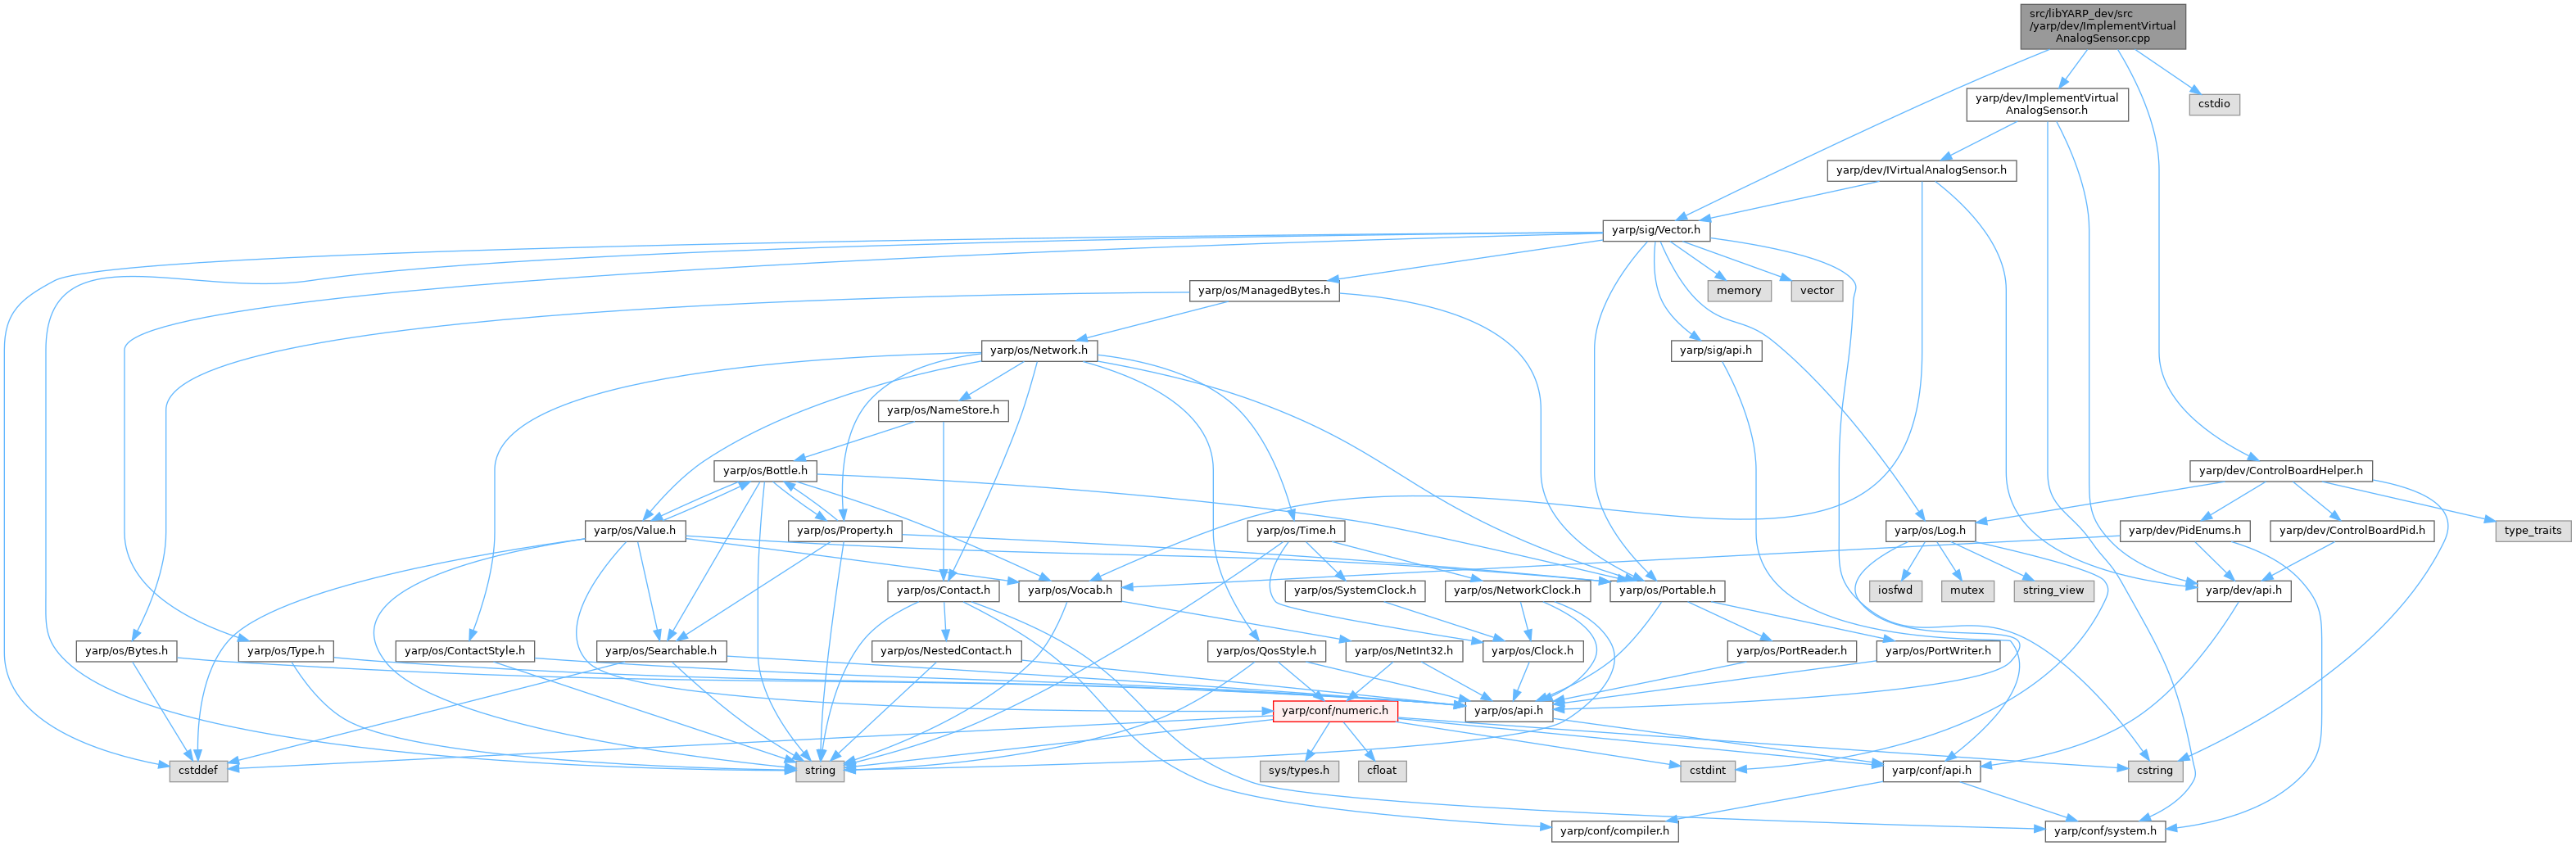 src/libYARP_dev/src
/yarp/dev/ImplementVirtual
AnalogSensor.cpp
yarp/dev/ImplementVirtual
AnalogSensor.h
cstdio
yarp/dev/IVirtualAnalogSensor.h
yarp/sig/Vector.h
yarp/os/ManagedBytes.h
memory
vector
yarp/os/Network.h
yarp/sig/api.h
yarp/os/NameStore.h
yarp/os/Bottle.h
yarp/dev/ControlBoardHelper.h
yarp/os/Value.h
yarp/os/Property.h
yarp/os/Time.h
yarp/os/Log.h
yarp/dev/PidEnums.h
yarp/dev/ControlBoardPid.h
type_traits
yarp/os/Contact.h
yarp/os/Vocab.h
yarp/os/SystemClock.h
yarp/os/NetworkClock.h
yarp/os/Portable.h
iosfwd
mutex
string_view
yarp/dev/api.h
yarp/os/Bytes.h
yarp/os/Type.h
yarp/os/ContactStyle.h
yarp/os/Searchable.h
yarp/os/NestedContact.h
yarp/os/QosStyle.h
yarp/os/NetInt32.h
yarp/os/Clock.h
yarp/os/PortReader.h
yarp/os/PortWriter.h
yarp/conf/numeric.h
yarp/os/api.h
cstddef
string
sys/types.h
cfloat
cstdint
yarp/conf/api.h
cstring
yarp/conf/compiler.h
yarp/conf/system.h